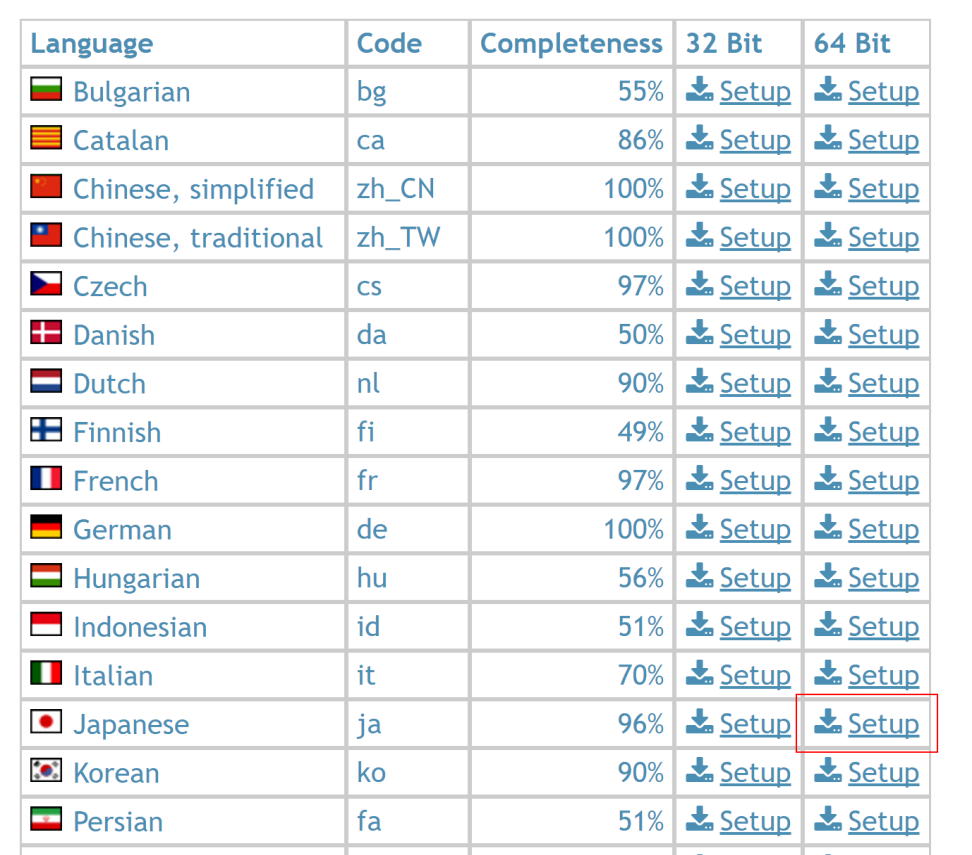 Language Code Completeness 32 Bit 64 Bit
Bulgarian bg 55% Setup Setup
Catalan ca 86% Setup Setup
Chinese, simplified zh_CN 100% Setup Setup
Chinese, traditional zh_TW 100% Setup Setup
Czech cs 97% Setup Setup
Danish da 50% Setup Setup
Dutch nl 90% Setup Setup
Finnish fi 49% Setup Setup
French fr 97% Setup Setup
German de 100% Setup Setup
Hungarian hu 56% Setup Setup
Indonesian id 51% Setup Setup
Italian it 70% Setup Setup
Japanese ja 96% Setup Setup
Korean ko 90% Setup Setup
Persian fa 51% Setup Setup